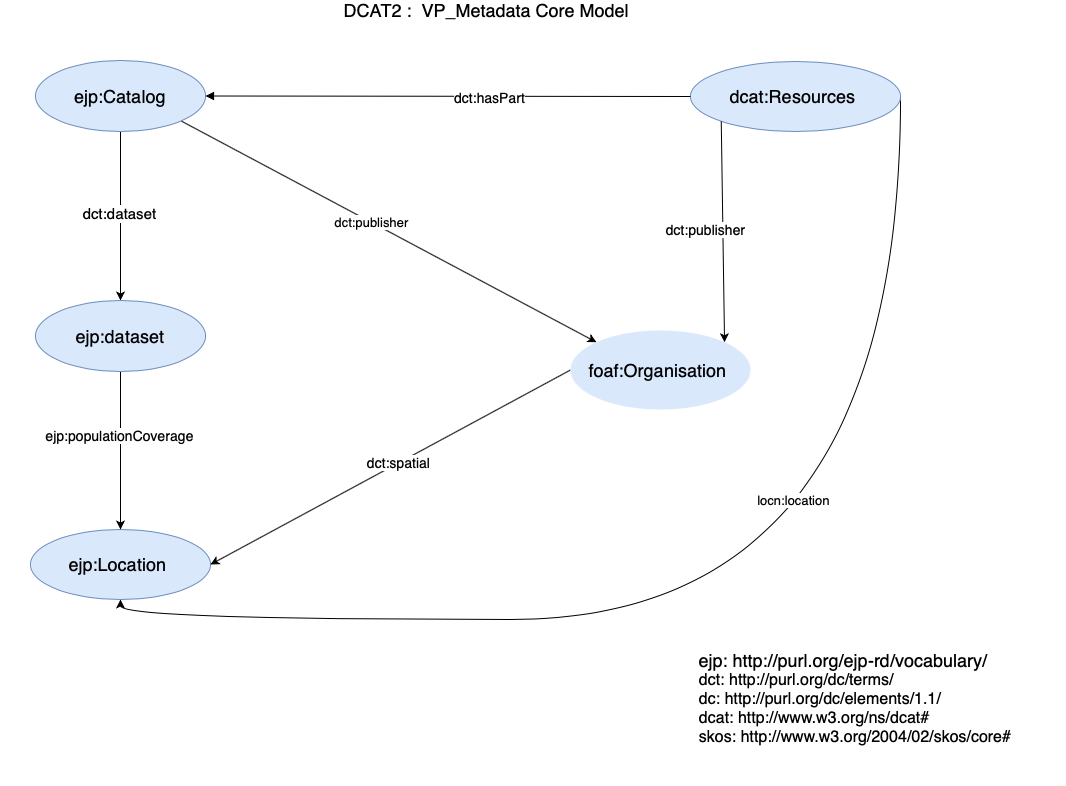 DCAT2 : VP_Metadata Core Model
ejp:Catalog
dct:hasPart
dcat:Resources
dct:dataset
dct:publisher
dct:publisher
ejp:dataset
foaf:Organisation
ejp:populationCoverage
dct:spatial
locn:location
ejp:Location
ejp: http://purl.org/ejp-rd/vocabulary/
dct: http://purl.org/dc/terms/
dc: http://purl.org/dc/elements/1.1/
dcat: http://www.w3.org/ns/dcat#
skos: http://www.w3.org/2004/02/skos/core#